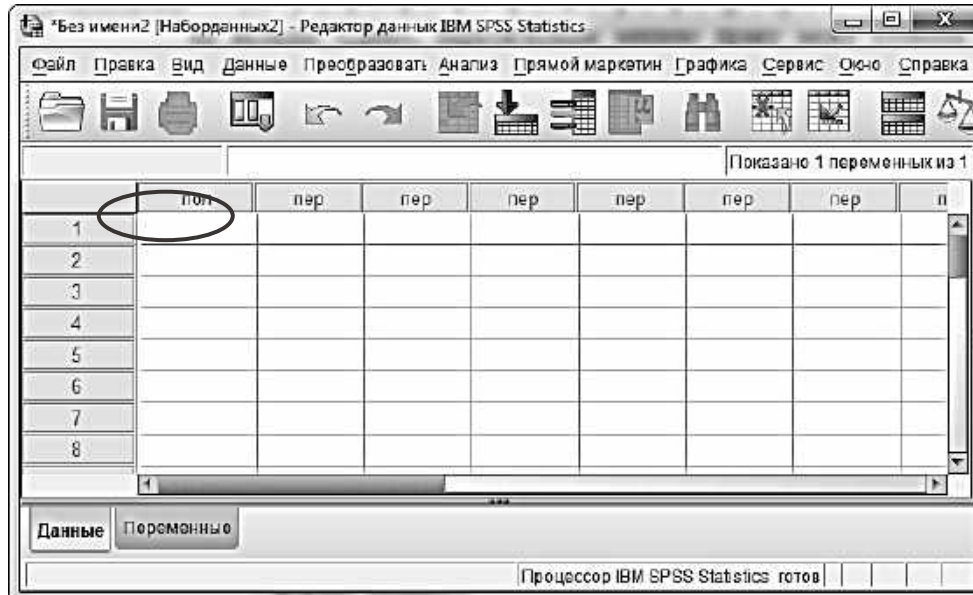 *Без имени2 [Наборданных2] - Редактор данных IBM SPSS Statistics
Файл Правка Вид Данные Преобразовать Анализ Прямой маркетин Графика Сервис Окно Справка
Показано 1 переменных из 1
пол пер пер пер пер пер пер п
1
2
3
4
5
6
7
8
Данные Переменные
Процессор IBM SPSS Statistics готов